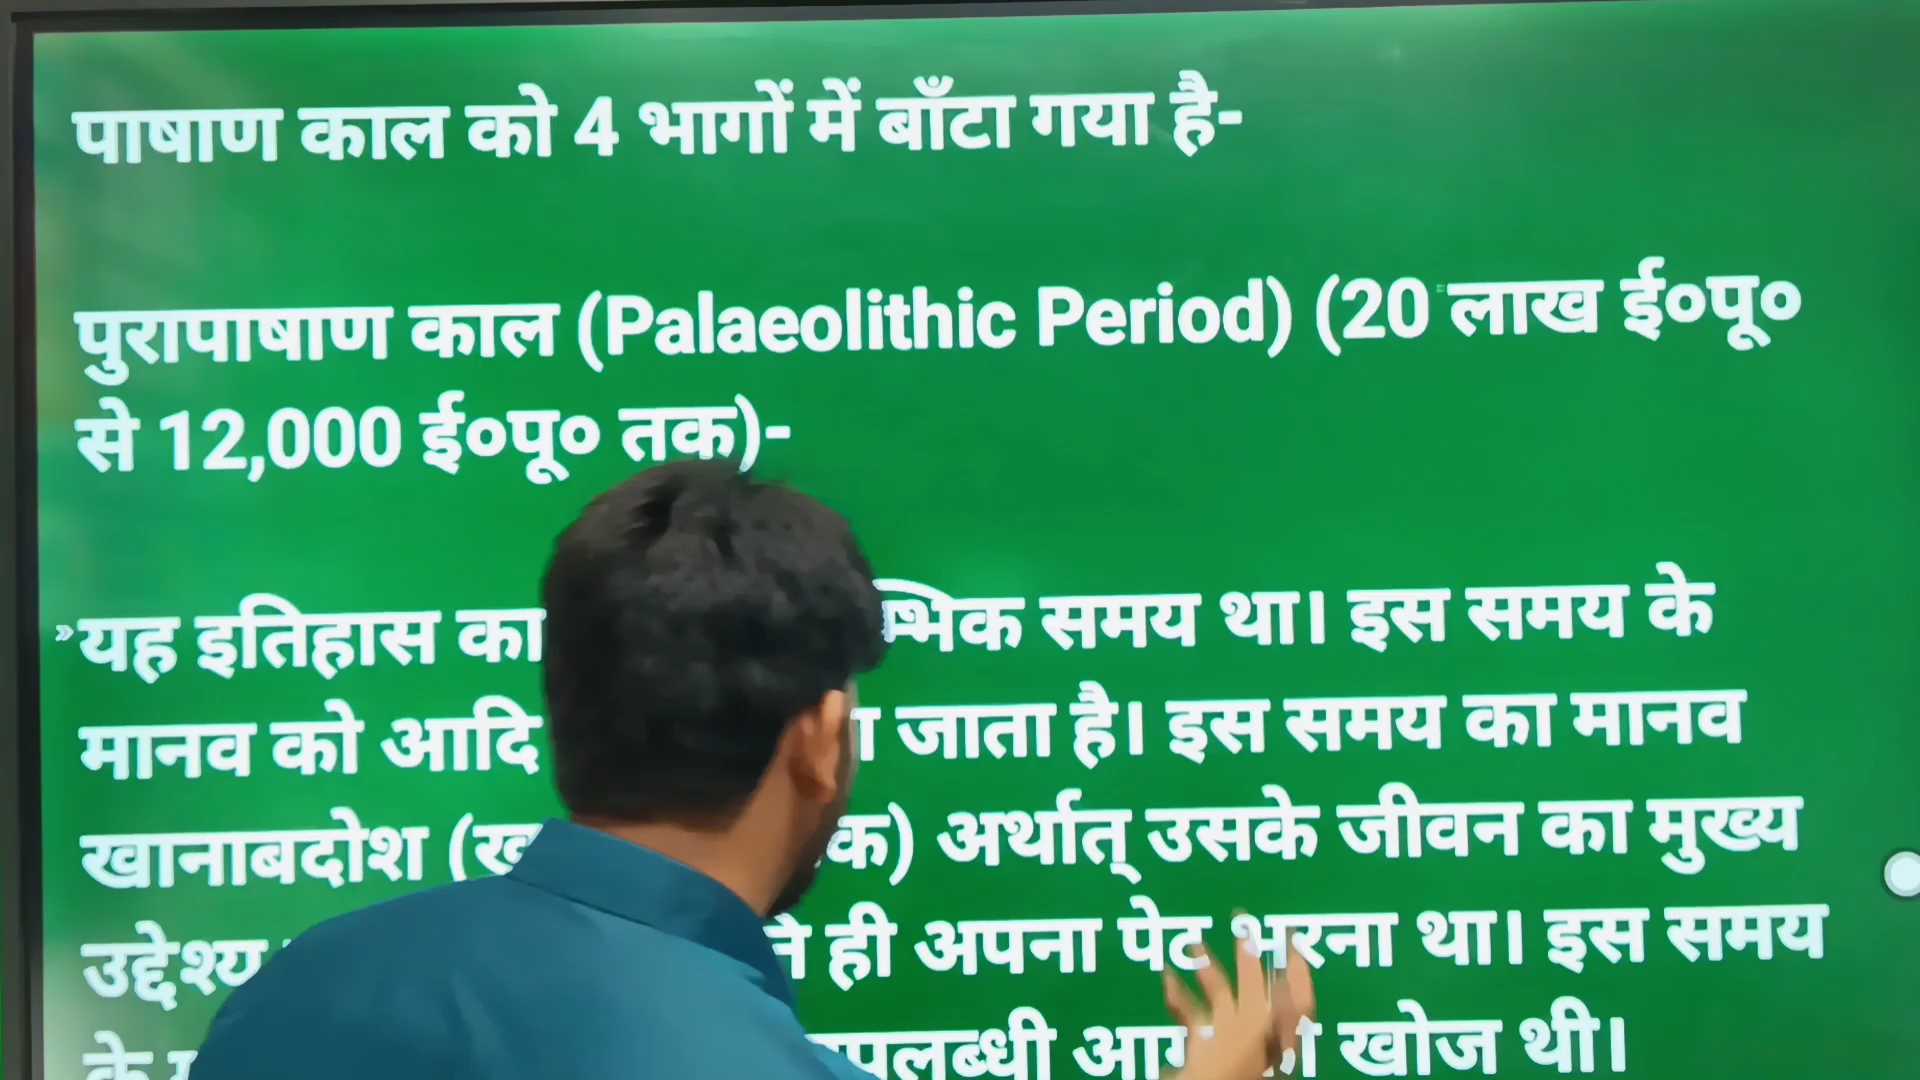 पाषाण काल को 4 भागों में बाँटा गया है-
पुरापाषाण काल (Palaeolithic Period) (20 लाख ई०पू०
से 12,000 ई०पू० तक)-
»यह इतिहास का समय था। इस समय के
मानव को आदि जाता है। इस समय का मानव
खानाबदोश अर्थात् उसके जीवन का मुख्य
उद्देश्य ही अपना पेट भरना था। इस समय
के खोज थी।